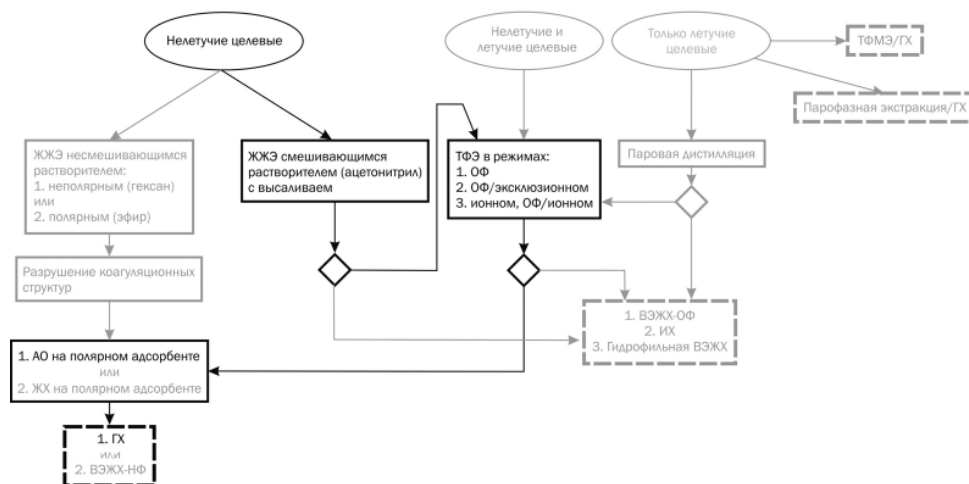 Нелетучие целевые
Нелетучие и
летучие целевые
Только летучие
целевые
ТФМЭ/ГХ
Парофазная экстракция/ГХ
ЖЖЭ несмешивающимся
растворителем:
1. неполярным (гексан)
или
2. полярным (эфир)
ЖЖЭ смешивающимся
растворителем (ацетонитрил)
с высаливаем
ТФЭ в режимах:
1. ОФ
2. ОФ/эксклюзионном
3. ионном, ОФ/ионном
Паровая дистилляция
Разрушение коагуляционных
структур
1. ВЭЖХ-ОФ
2. ИХ
3. Гидрофильная ВЭЖХ
1. АО на полярном адсорбенте
или
2. ЖХ на полярном адсорбенте
1. ГХ
или
2. ВЭЖХ-НФ